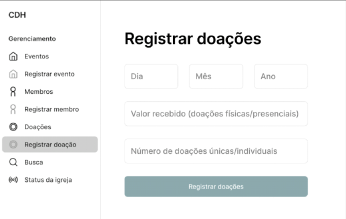 CDH
Gerenciamento
Eventos
Registrar evento
Membros
Registrar membro
Doações
Registrar doação
Busca
Status da igreja
Registrar doações
Dia Mês Ano
Valor recebido (doações físicas/presenciais)
Número de doações únicas/individuais
Registrar doações